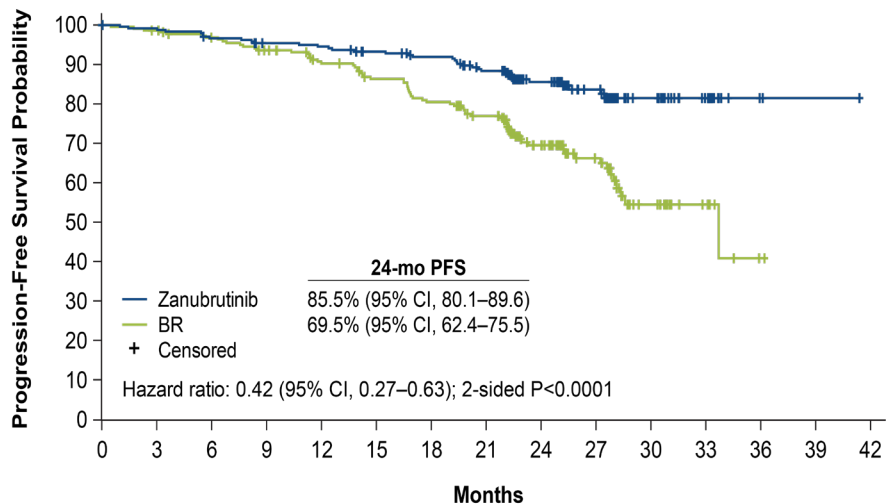 Progression-Free Survival Probability
100
90
80
70
60
50
40
30
20
10
0
24-mo PFS
Zanubrutinib 85.5% (95% CI, 80.1–89.6)
BR 69.5% (95% CI, 62.4–75.5)
+ Censored
Hazard ratio: 0.42 (95% CI, 0.27–0.63); 2-sided P<0.0001
0 3 6 9 12 15 18 21 24 27 30 33 36 39 42
Months